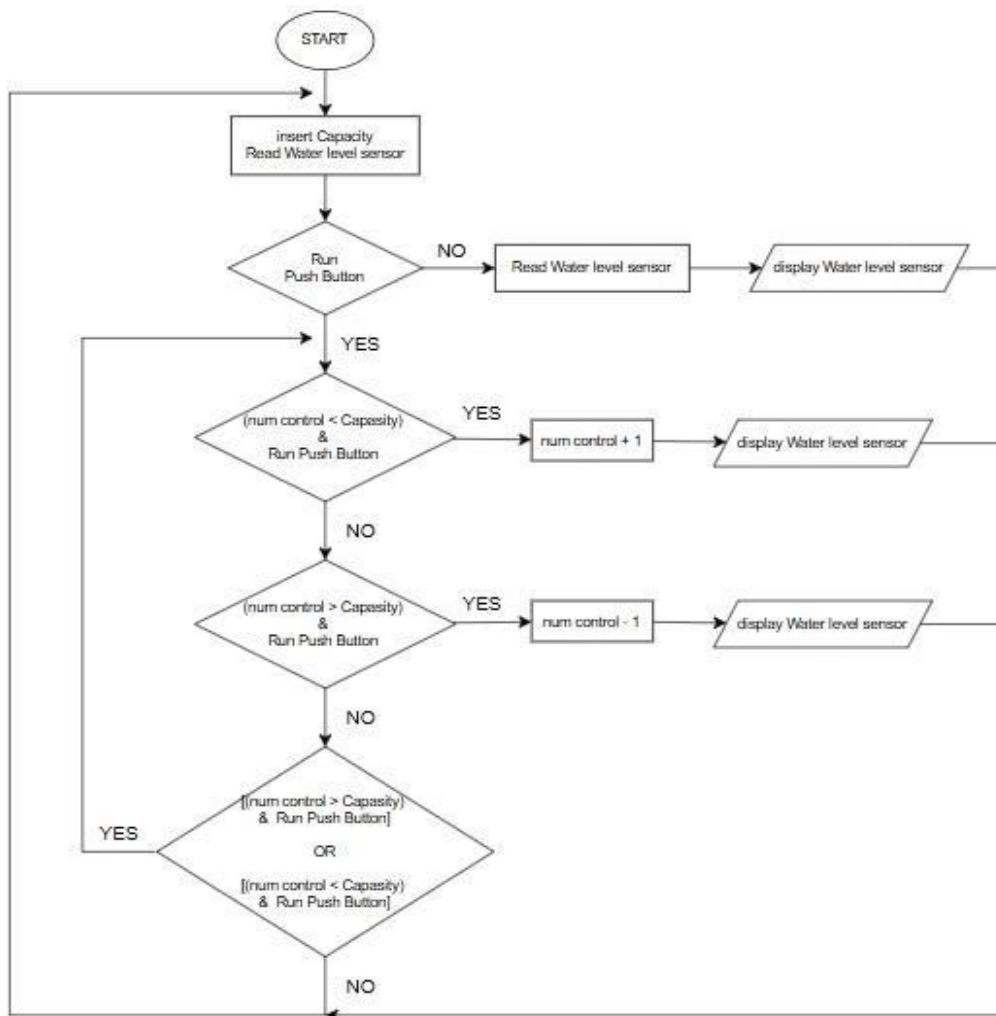 START
insert Capacity
Read Water level sensor
Run
Push Button
NO
Read Water level sensor
display Water level sensor
YES
(num control < Capasity)
&
Run Push Button
YES
num control + 1
display Water level sensor
NO
(num control > Capasity)
&
Run Push Button
YES
num control - 1
display Water level sensor
NO
[(num control > Capasity)
& Run Push Button]
OR
[(num control < Capasity)
& Run Push Button]
YES
NO